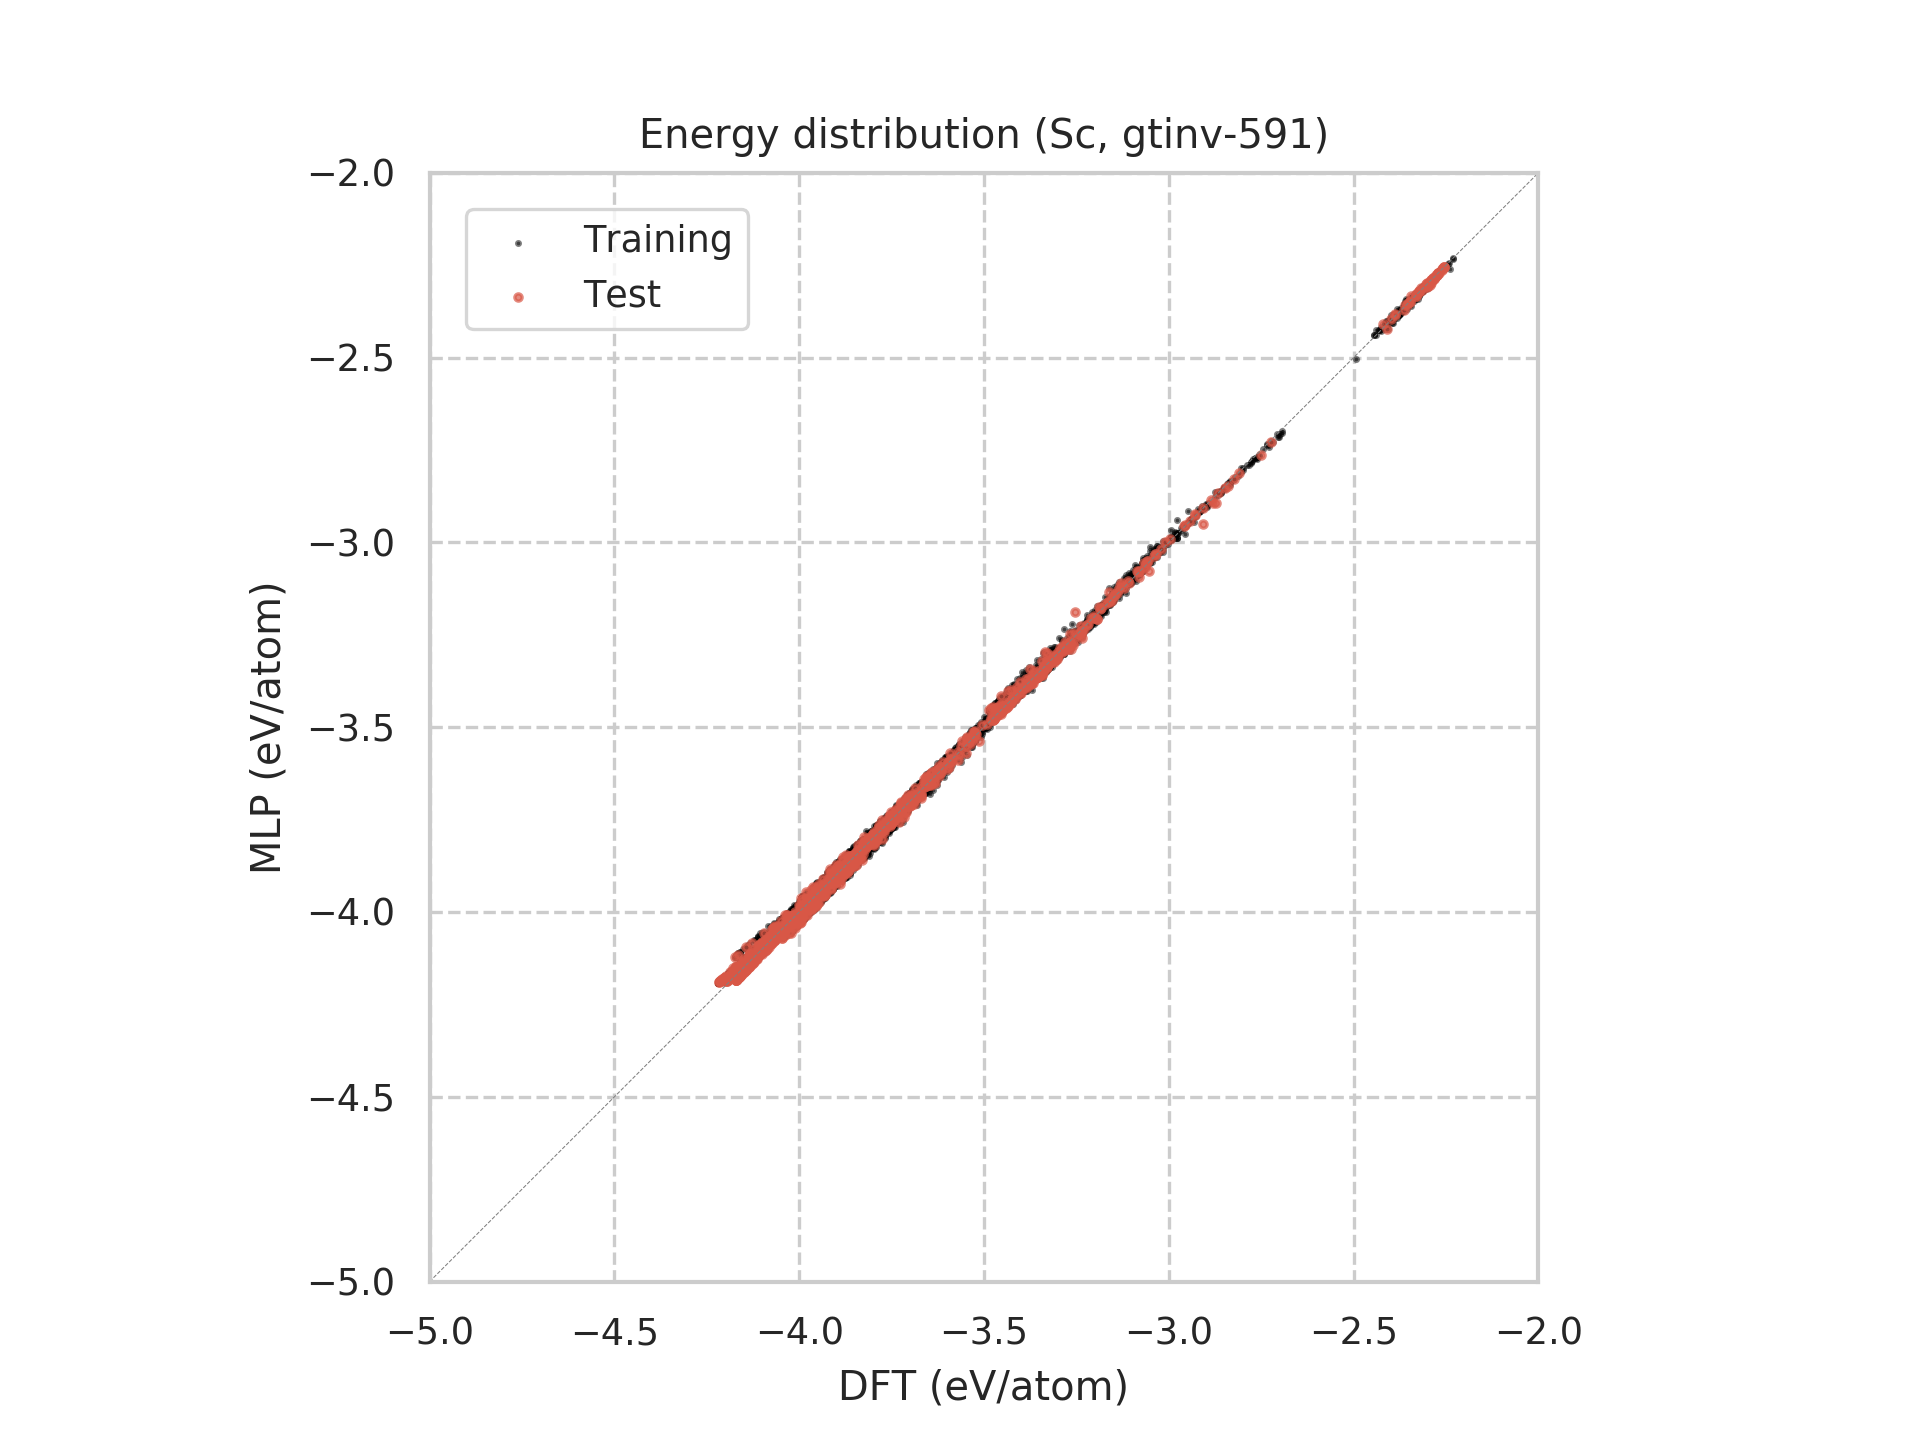 Energy distribution (Sc, gtinv-591)
−2.0
−2.5
−3.0
−3.5
−4.0
−4.5
−5.0
MLP (eV/atom)
Training
Test
−5.0 −4.5 −4.0 −3.5 −3.0 −2.5 −2.0
DFT (eV/atom)